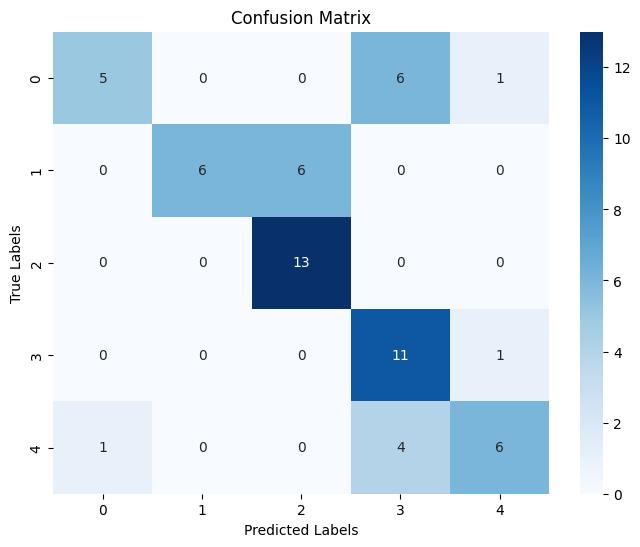 Confusion Matrix
True Labels
0 5 0 0 6 1
1 0 6 6 0 0
2 0 0 13 0 0
3 0 0 0 11 1
4 1 0 0 4 6
0 1 2 3 4
Predicted Labels
12
10
8
6
4
2
0